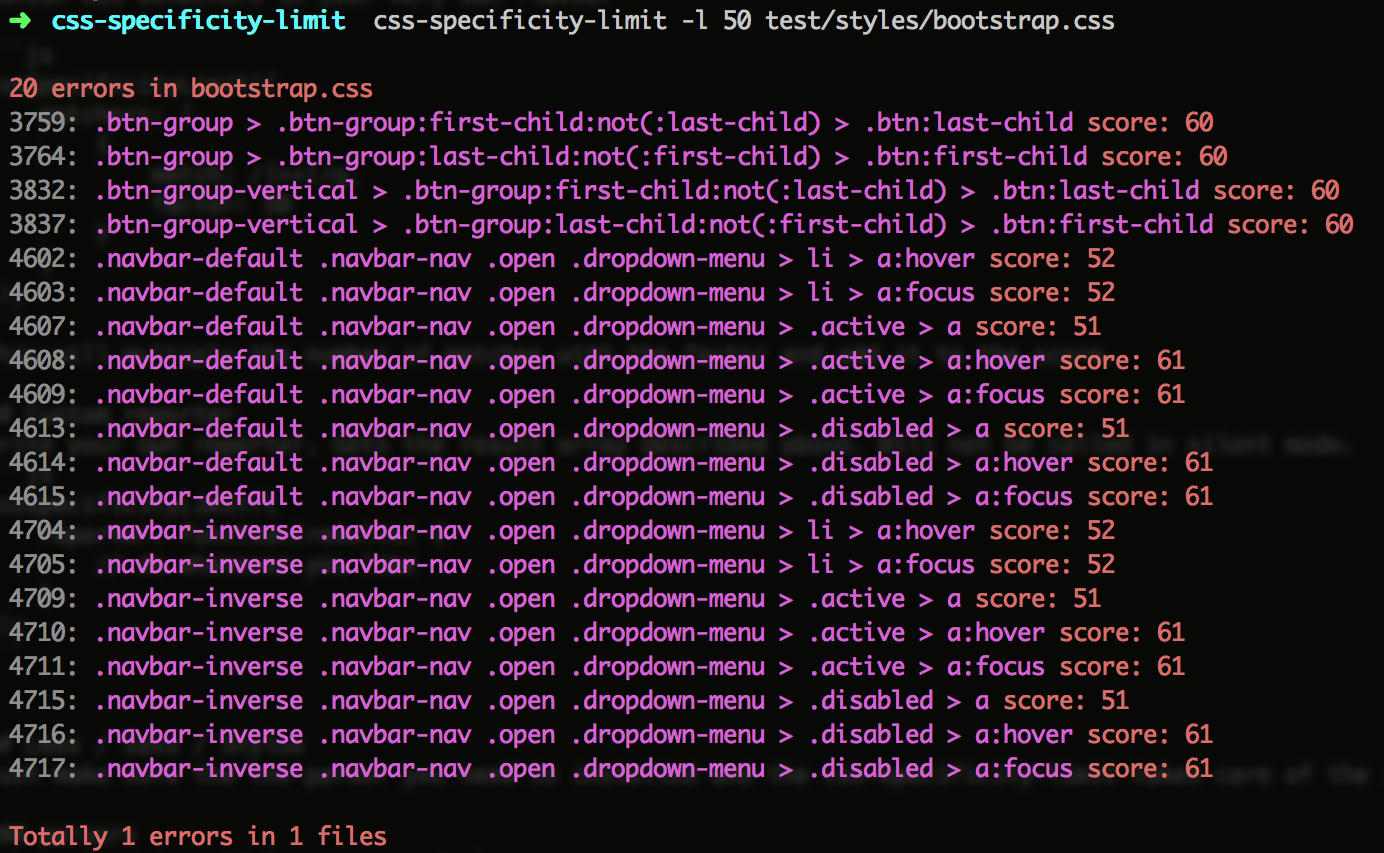 ➜ css-specificity-limit css-specificity-limit -l 50 test/styles/bootstrap.css
20 errors in bootstrap.css
3759: .btn-group > .btn-group:first-child:not(:last-child) > .btn:last-child score: 60
3764: .btn-group > .btn-group:last-child:not(:first-child) > .btn:first-child score: 60
3832: .btn-group-vertical > .btn-group:first-child:not(:last-child) > .btn:last-child score: 60
3837: .btn-group-vertical > .btn-group:last-child:not(:first-child) > .btn:first-child score: 60
4602: .navbar-default .navbar-nav .open .dropdown-menu > li > a:hover score: 52
4603: .navbar-default .navbar-nav .open .dropdown-menu > li > a:focus score: 52
4607: .navbar-default .navbar-nav .open .dropdown-menu > .active > a score: 51
4608: .navbar-default .navbar-nav .open .dropdown-menu > .active > a:hover score: 61
4609: .navbar-default .navbar-nav .open .dropdown-menu > .active > a:focus score: 61
4613: .navbar-default .navbar-nav .open .dropdown-menu > .disabled > a score: 51
4614: .navbar-default .navbar-nav .open .dropdown-menu > .disabled > a:hover score: 61
4615: .navbar-default .navbar-nav .open .dropdown-menu > .disabled > a:focus score: 61
4704: .navbar-inverse .navbar-nav .open .dropdown-menu > li > a:hover score: 52
4705: .navbar-inverse .navbar-nav .open .dropdown-menu > li > a:focus score: 52
4709: .navbar-inverse .navbar-nav .open .dropdown-menu > .active > a score: 51
4710: .navbar-inverse .navbar-nav .open .dropdown-menu > .active > a:hover score: 61
4711: .navbar-inverse .navbar-nav .open .dropdown-menu > .active > a:focus score: 61
4715: .navbar-inverse .navbar-nav .open .dropdown-menu > .disabled > a score: 51
4716: .navbar-inverse .navbar-nav .open .dropdown-menu > .disabled > a:hover score: 61
4717: .navbar-inverse .navbar-nav .open .dropdown-menu > .disabled > a:focus score: 61
Totally 1 errors in 1 files